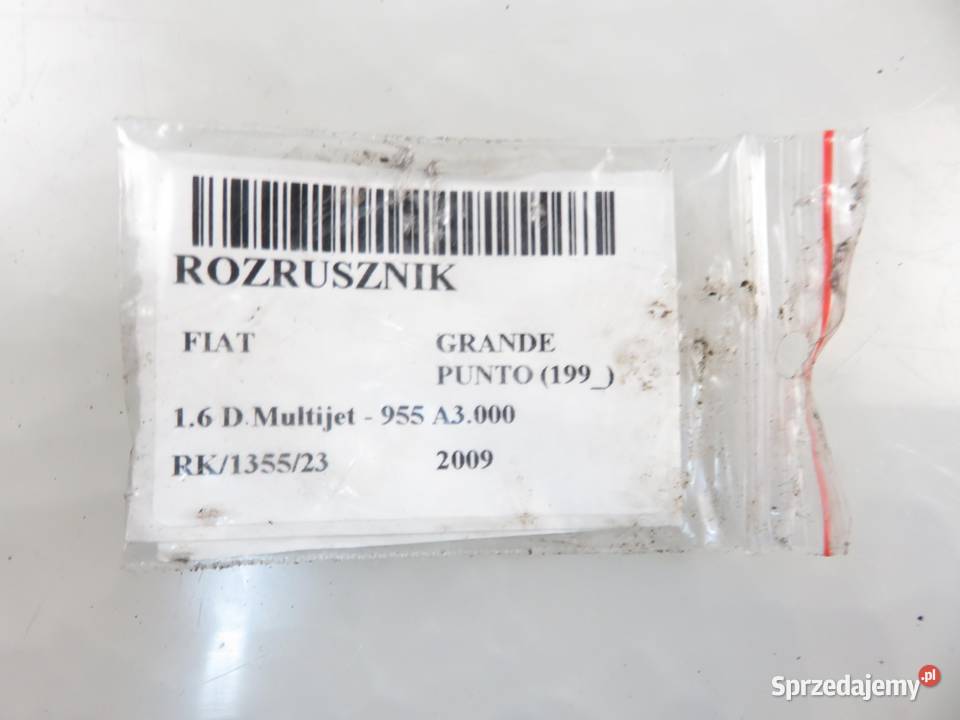 ROZRUSZNIK
FIAT GRANDE
PUNTO (199_)
1.6 D Multijet - 955 A3.000
RK/1355/23 2009
Sprzedajemy.pl